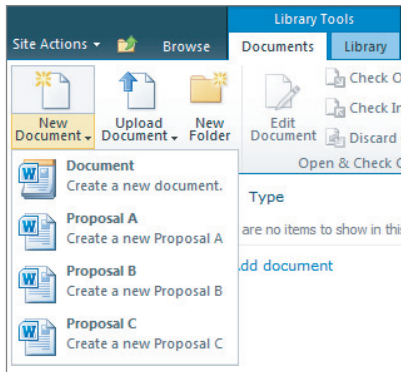 Library Tools
Site Actions Browse Documents Library
New Document Upload Document New Folder Edit Document Check Check In Discard
Open & Check
Document
Create a new document.
Type
Proposal A
Create a new Proposal A
are no items to show in this
Proposal B
Create a new Proposal B
document
Proposal C
Create a new Proposal C